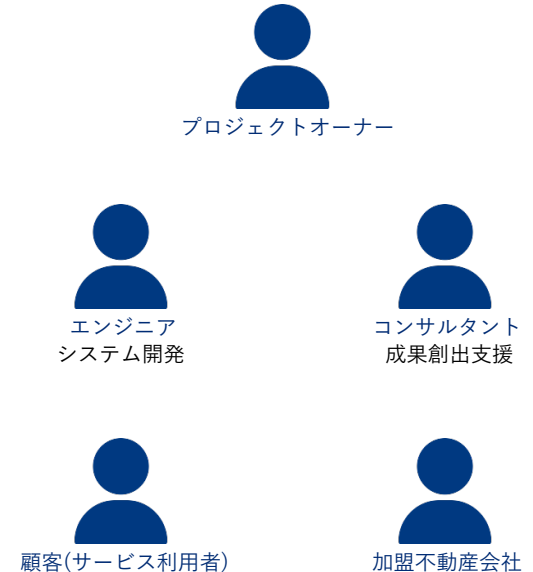 プロジェクトオーナー
エンジニア
システム開発
コンサルタント
成果創出支援
顧客(サービス利用者)
加盟不動産会社